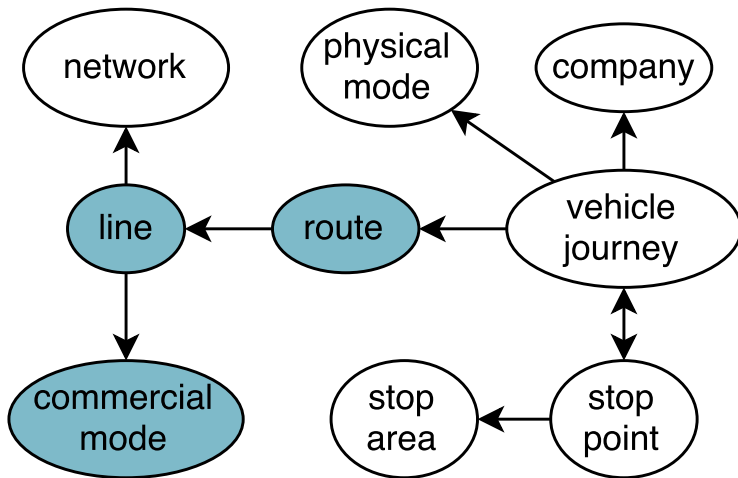 network
physical
mode
company
line
route
vehicle
journey
commercial
mode
stop
area
stop
point